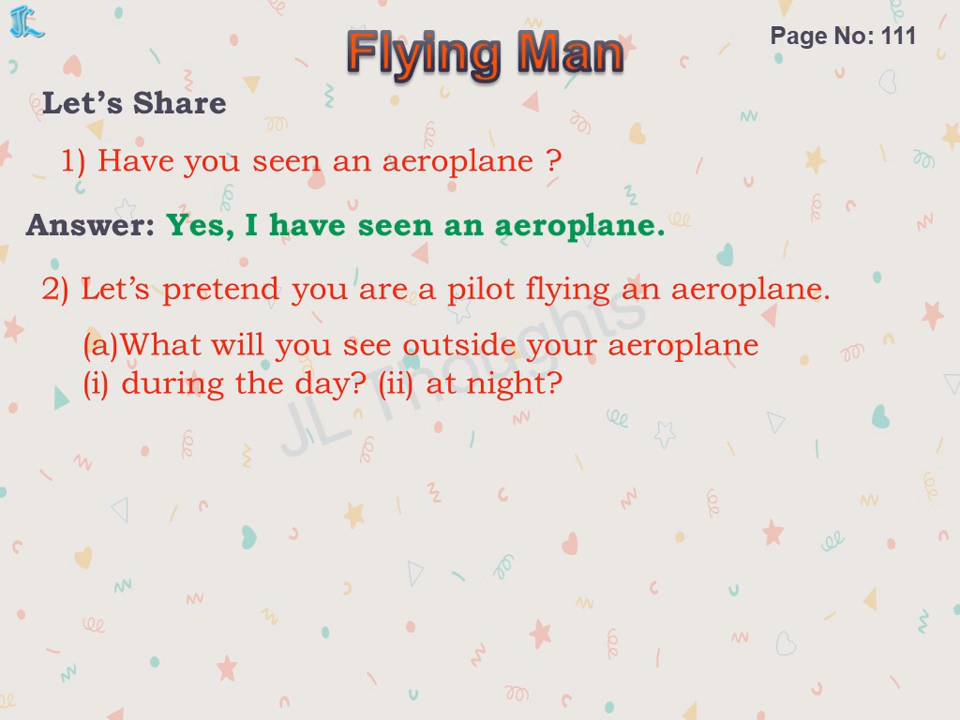 Flying Man
Page No: 111
Let's Share
1) Have you seen an aeroplane ?
Answer: Yes, I have seen an aeroplane.
2) Let's pretend you are a pilot flying an aeroplane.
(a)What will you see outside your aeroplane
(i) during the day? (ii) at night?
JL Thoughts